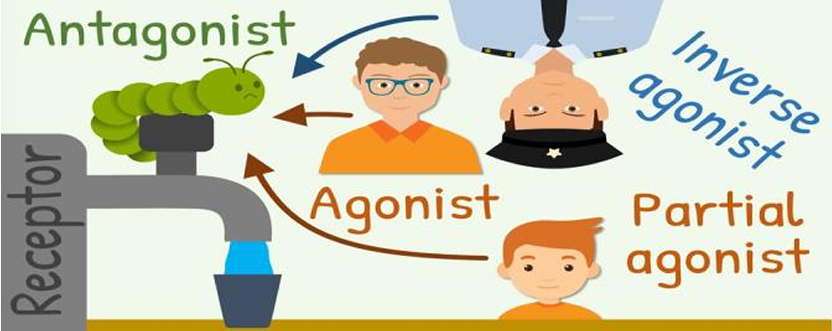 Antagonist
Inverse
agonist
Receptor
Agonist
Partial
agonist